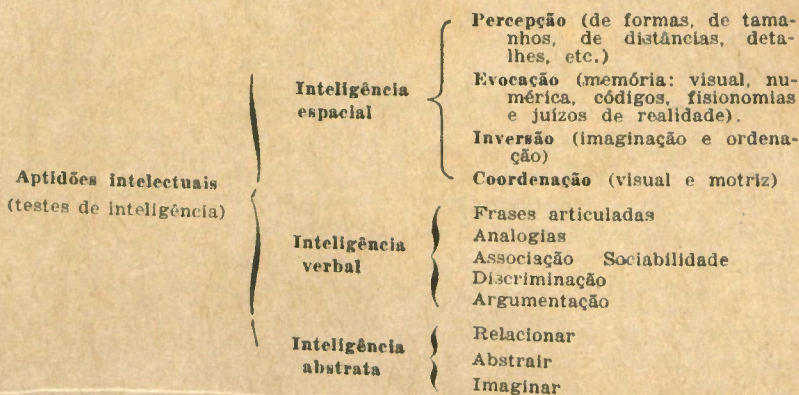 Aptidões intelectuais
(testes de inteligência)
Inteligência
espacial
Percepção (de formas, de tama-
nhos, de distâncias, deta-
lhes, etc.)
Evocação (memória: visual, nu-
mérica, códigos, fisionomias
e juízos de realidade).
Inversão (imaginação e ordena-
ção)
Coordenação (visual e motriz)
Inteligência
verbal
Frases articuladas
Analogias
Associação Sociabilidade
Discriminação
Argumentação
Inteligência
abstrata
Relacionar
Abstrair
Imaginar